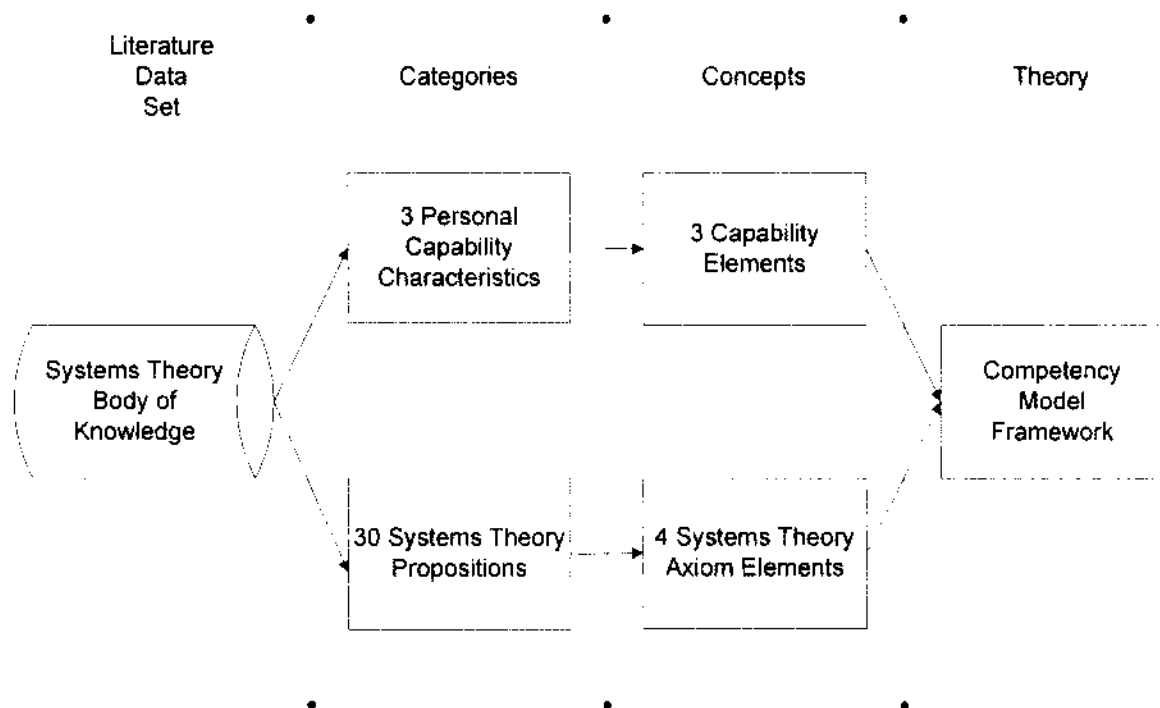 Literature
Data
Set
Categories
Concepts
Theory
3 Personal
Capability
Characteristics
3 Capability
Elements
Systems Theory
Body of
Knowledge
Competency
Model
Framework
30 Systems Theory
Propositions
4 Systems Theory
Axiom Elements